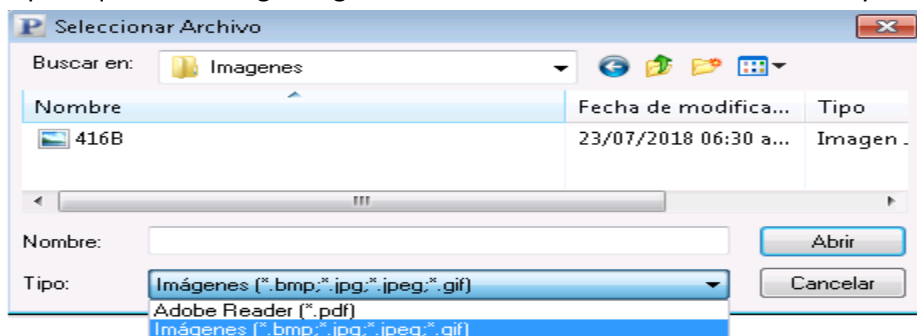 Seleccionar Archivo
Buscar en: Imagenes
Nombre Fecha de modifica... Tipo
416B 23/07/2018 06:30 a... Imagen .
Nombre: Abrir
Tipo: Imágenes (*.bmp;*.jpg;*.jpeg;*.gif) Cancelar
Adobe Reader (*.pdf)
Imágenes (*.bmp;*.jpg;*.jpeg;*.gif)